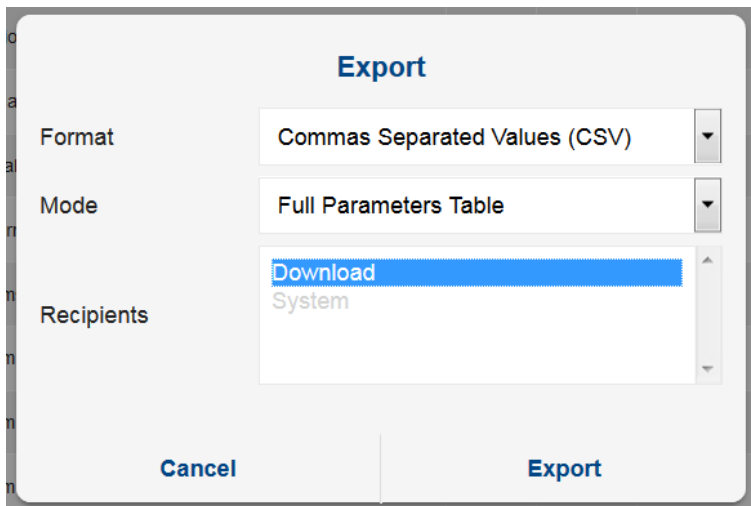 Export
Format Commas Separated Values (CSV)
Mode Full Parameters Table
Recipients
Download
System
Cancel Export